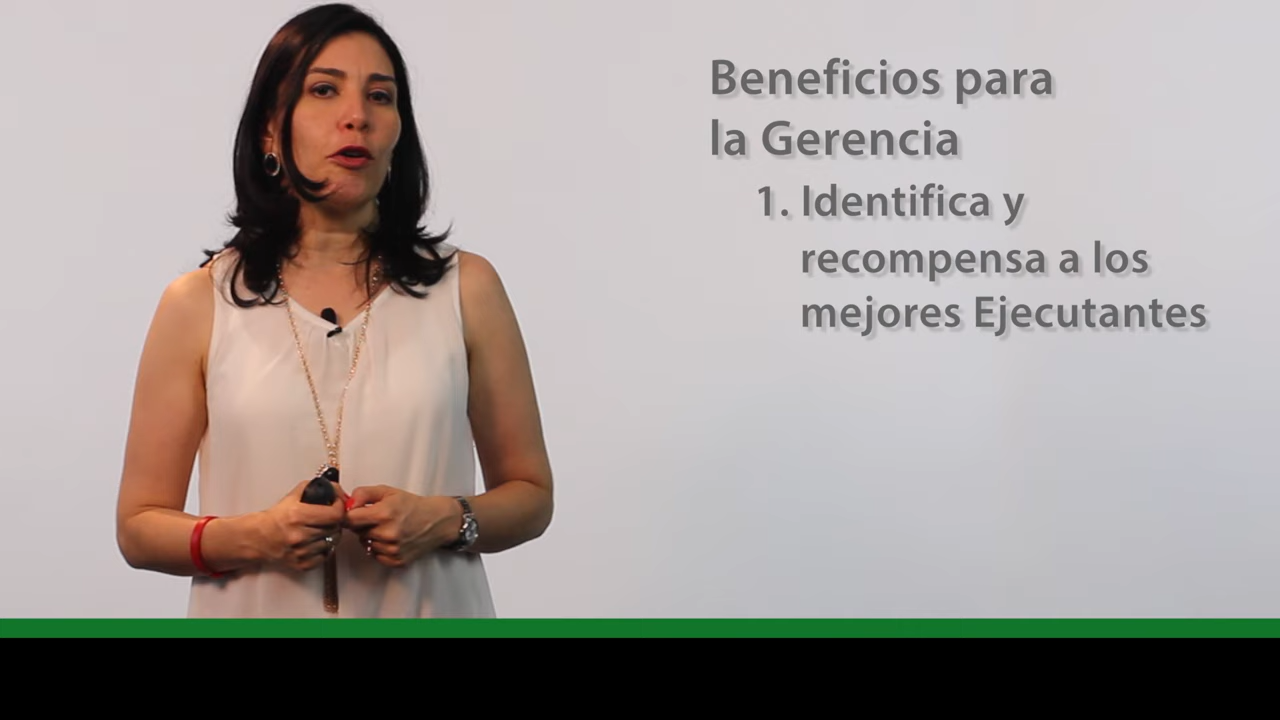 Beneficios para
la Gerencia
1. Identifica y
recompensa a los
mejores Ejecutantes